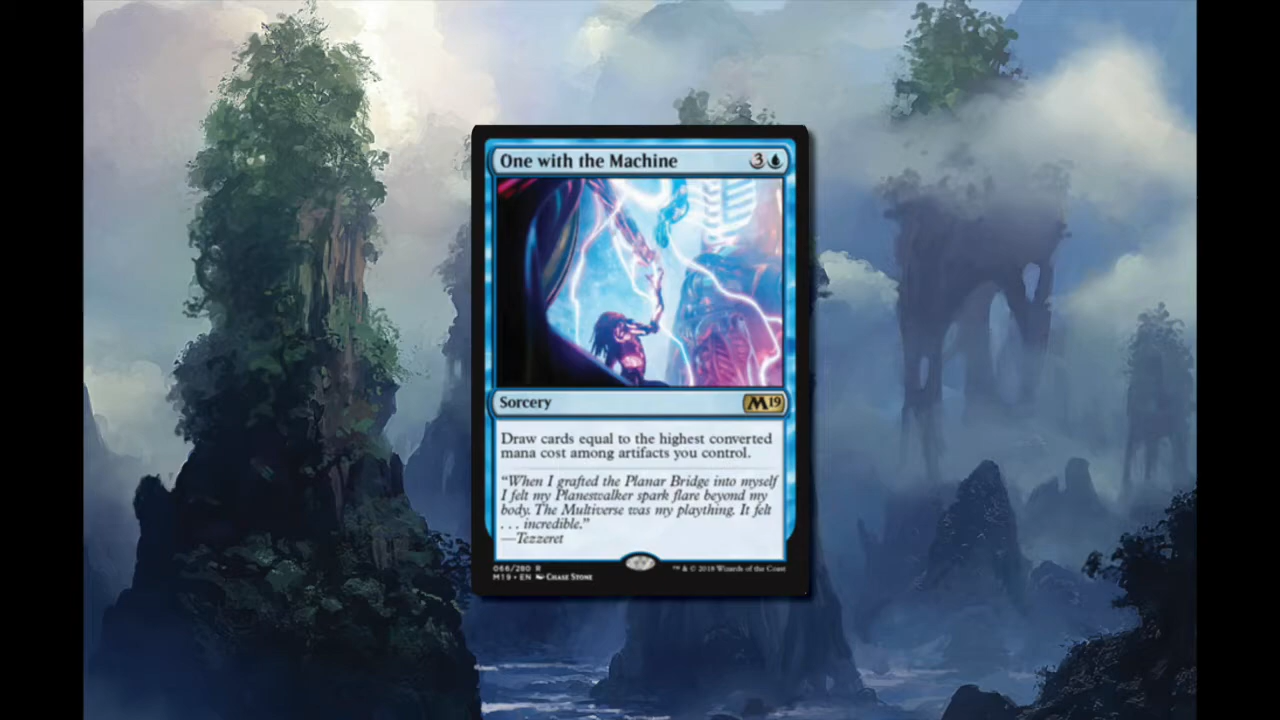 One with the Machine 3
Sorcery M19
Draw cards equal to the highest converted
mana cost among artifacts you control.
"When I grafted the Planar Bridge into myself
I felt my Planeswalker spark flare beyond my
body. The Multiverse was my plaything. It felt
. . . incredible."
—Tezzeret
066/280 R
M19 • EN CHASE STONE
™ & © 2018 Wizards of the Coast